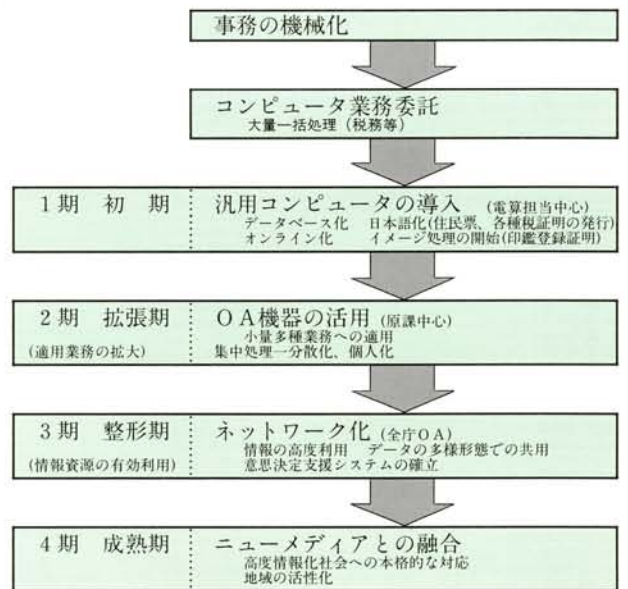 事務の機械化
コンピュータ業務委託
大量一括処理（税務等）
1期　初　期　汎用コンピュータの導入　(電算担当中心)
データベース化　日本語化(住民票、各種税証明の発行)
オンライン化　イメージ処理の開始(印鑑登録証明)
2期　拡張期　ＯＡ機器の活用 (原課中心)
小量多種業務への適用
(適用業務の拡大)　集中処理―分散化、個人化
3期　整形期　ネットワーク化 (全庁ＯＡ)
情報の高度利用　データの多様形態での共用
(情報資源の有効利用)　意思決定支援システムの確立
4期　成熟期　ニューメディアとの融合
高度情報化社会への本格的な対応
地域の活性化